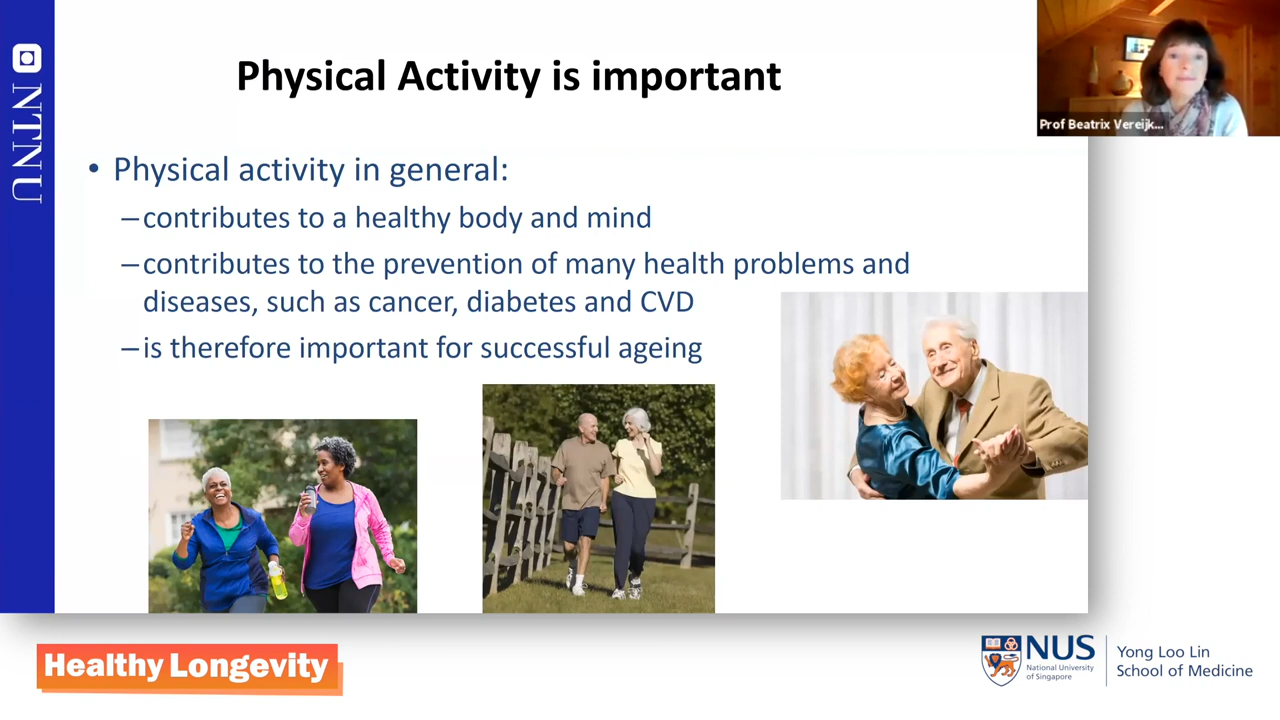 NTNU
Physical Activity is important
Prof Beatrix Vereijk...
• Physical activity in general:
–contributes to a healthy body and mind
–contributes to the prevention of many health problems and
diseases, such as cancer, diabetes and CVD
–is therefore important for successful ageing
Healthy Longevity
NUS
National University
of Singapore
Yong Loo Lin
School of Medicine